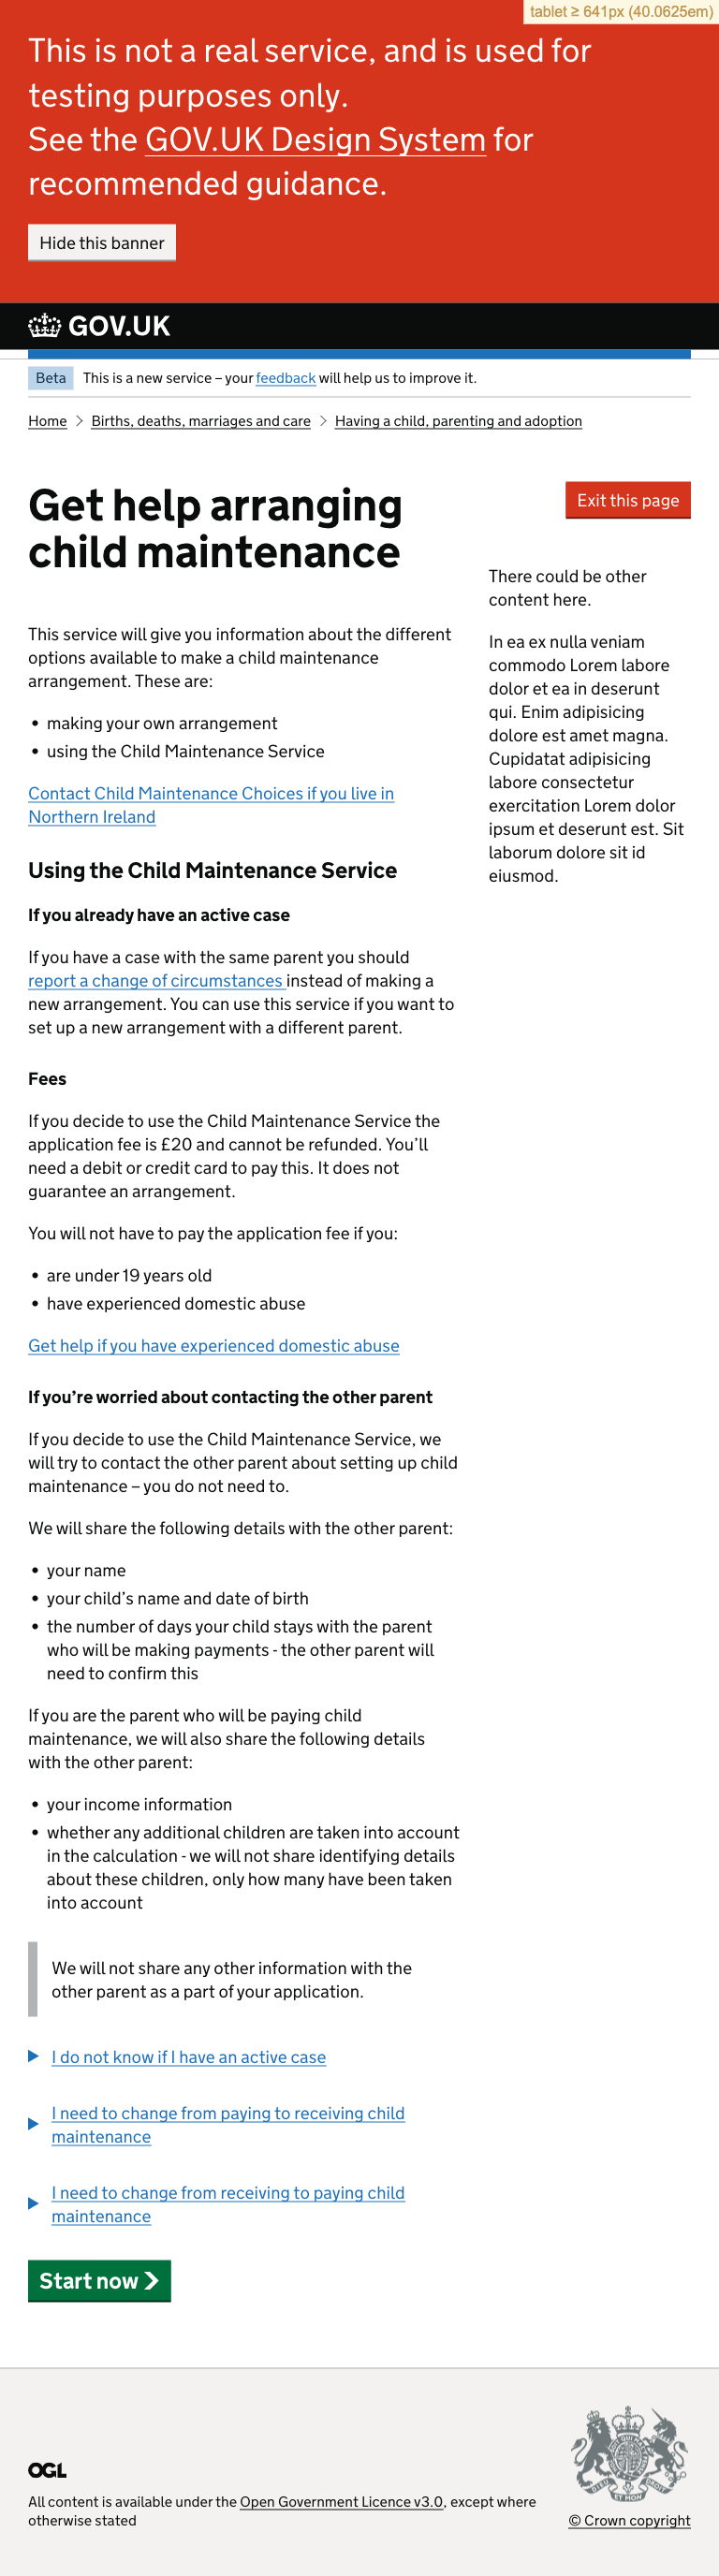 tablet ≥ 641px (40.0625em)
This is not a real service, and is used for
testing purposes only.
See the GOV.UK Design System for
recommended guidance.
Hide this banner
GOV.UK
Beta This is a new service – your feedback will help us to improve it.
Home Births, deaths, marriages and care Having a child, parenting and adoption
Get help arranging
child maintenance
Exit this page
There could be other
content here.
In ea ex nulla veniam
commodo Lorem labore
dolor et ea in deserunt
qui. Enim adipisicing
dolore est amet magna.
Cupidatat adipisicing
labore consectetur
exercitation Lorem dolor
ipsum et deserunt est. Sit
laborum dolore sit id
eiusmod.
This service will give you information about the different
options available to make a child maintenance
arrangement. These are:
• making your own arrangement
• using the Child Maintenance Service
Contact Child Maintenance Choices if you live in
Northern Ireland
Using the Child Maintenance Service
If you already have an active case
If you have a case with the same parent you should
report a change of circumstances instead of making a
new arrangement. You can use this service if you want to
set up a new arrangement with a different parent.
Fees
If you decide to use the Child Maintenance Service the
application fee is £20 and cannot be refunded. You’ll
need a debit or credit card to pay this. It does not
guarantee an arrangement.
You will not have to pay the application fee if you:
• are under 19 years old
• have experienced domestic abuse
Get help if you have experienced domestic abuse
If you’re worried about contacting the other parent
If you decide to use the Child Maintenance Service, we
will try to contact the other parent about setting up child
maintenance – you do not need to.
We will share the following details with the other parent:
• your name
• your child’s name and date of birth
• the number of days your child stays with the parent
who will be making payments - the other parent will
need to confirm this
If you are the parent who will be paying child
maintenance, we will also share the following details
with the other parent:
• your income information
• whether any additional children are taken into account
in the calculation - we will not share identifying details
about these children, only how many have been taken
into account
We will not share any other information with the
other parent as a part of your application.
I do not know if I have an active case
I need to change from paying to receiving child
maintenance
I need to change from receiving to paying child
maintenance
Start now
OGL
All content is available under the Open Government Licence v3.0, except where
otherwise stated
© Crown copyright